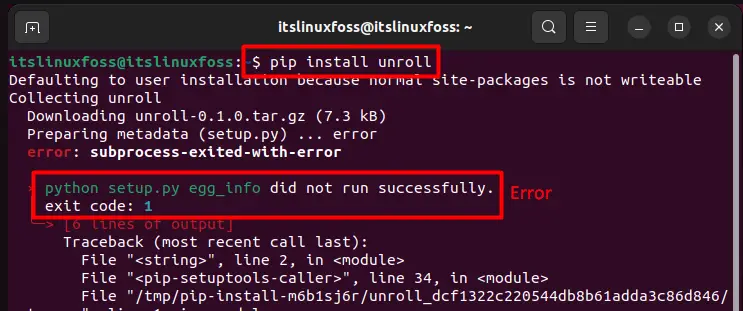 itslinuxfoss@itslinuxfoss: ~
itslinuxfoss@itslinuxfoss:~$ pip install unroll
Defaulting to user installation because normal site-packages is not writeable
Collecting unroll
Downloading unroll-0.1.0.tar.gz (7.3 kB)
Preparing metadata (setup.py) ... error
error: subprocess-exited-with-error
python setup.py egg_info did not run successfully.
Error
exit code: 1
[6 lines of output]
Traceback (most recent call last):
File "<string>", line 2, in <module>
File "<pip-setuptools-caller>", line 34, in <module>
File "/tmp/pip-install-m6b1sj6r/unroll_dcf1322c220544db8b61adda3c86d846/